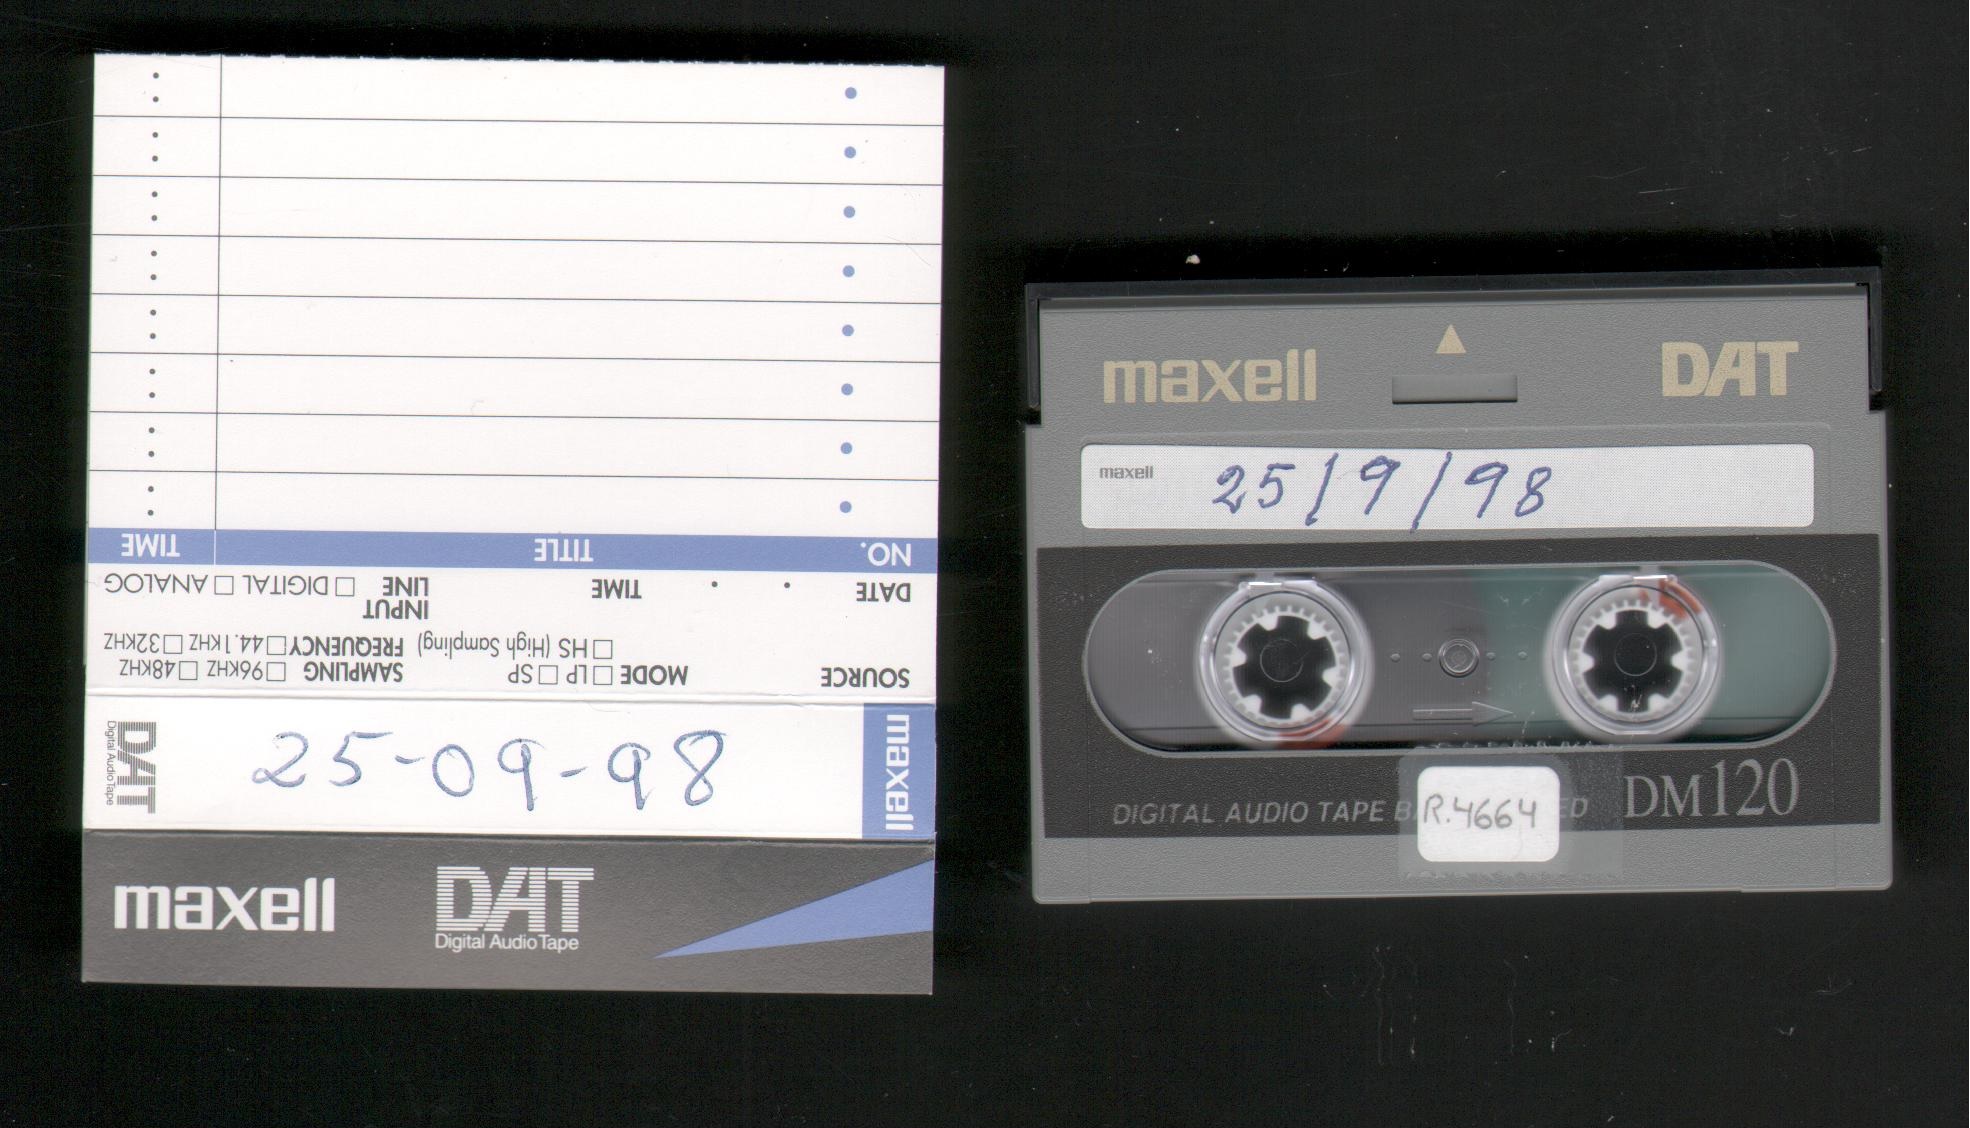 NO. TITLE TIME
DATE . . TIME LINE □ DIGITAL □ ANALOG
INPUT
□ HS (High Sampling) FREQUENCY □ 44.1KHZ □ 32KHZ
SOURCE MODE □ LP □ SP SAMPLING □ 96KHZ □ 48KHZ
maxell
25-09-98
DAT
Digital Audio Tape
maxell
DAT
Digital Audio Tape
maxell
DAT
maxell
25/9/98
DIGITAL AUDIO TAPE
R.4664
DM120